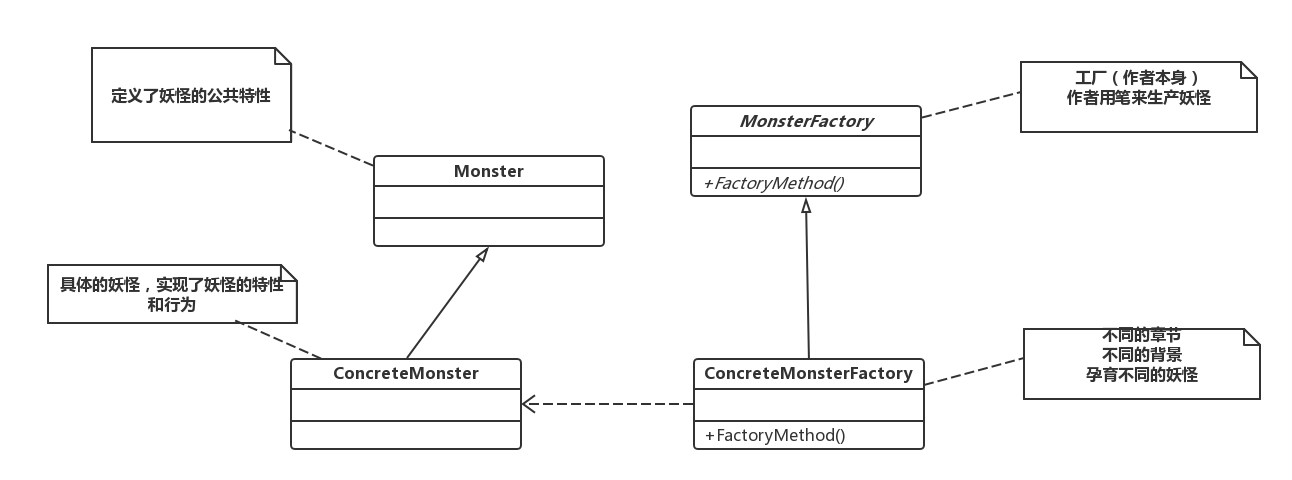 定义了妖怪的公共特性
工厂（作者本身）
作者用笔来生产妖怪
MonsterFactory
+FactoryMethod()
Monster
具体的妖怪，实现了妖怪的特性
和行为
ConcreteMonster
ConcreteMonsterFactory
+FactoryMethod()
不同的章节
不同的背景
孕育不同的妖怪